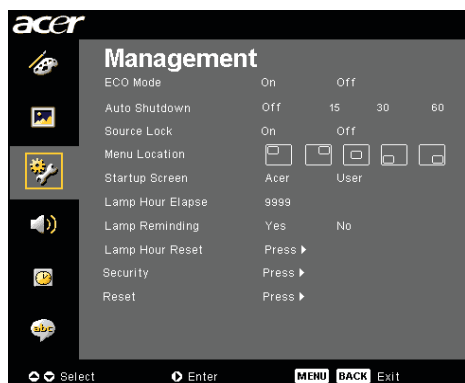 acer
Management
ECO Mode On Off
Auto Shutdown Off 15 30 60
Source Lock On Off
Menu Location
Startup Screen Acer User
Lamp Hour Elapse 9999
Lamp Reminding Yes No
Lamp Hour Reset Press
Security Press
Reset Press
abc
Select Enter MENU BACK Exit